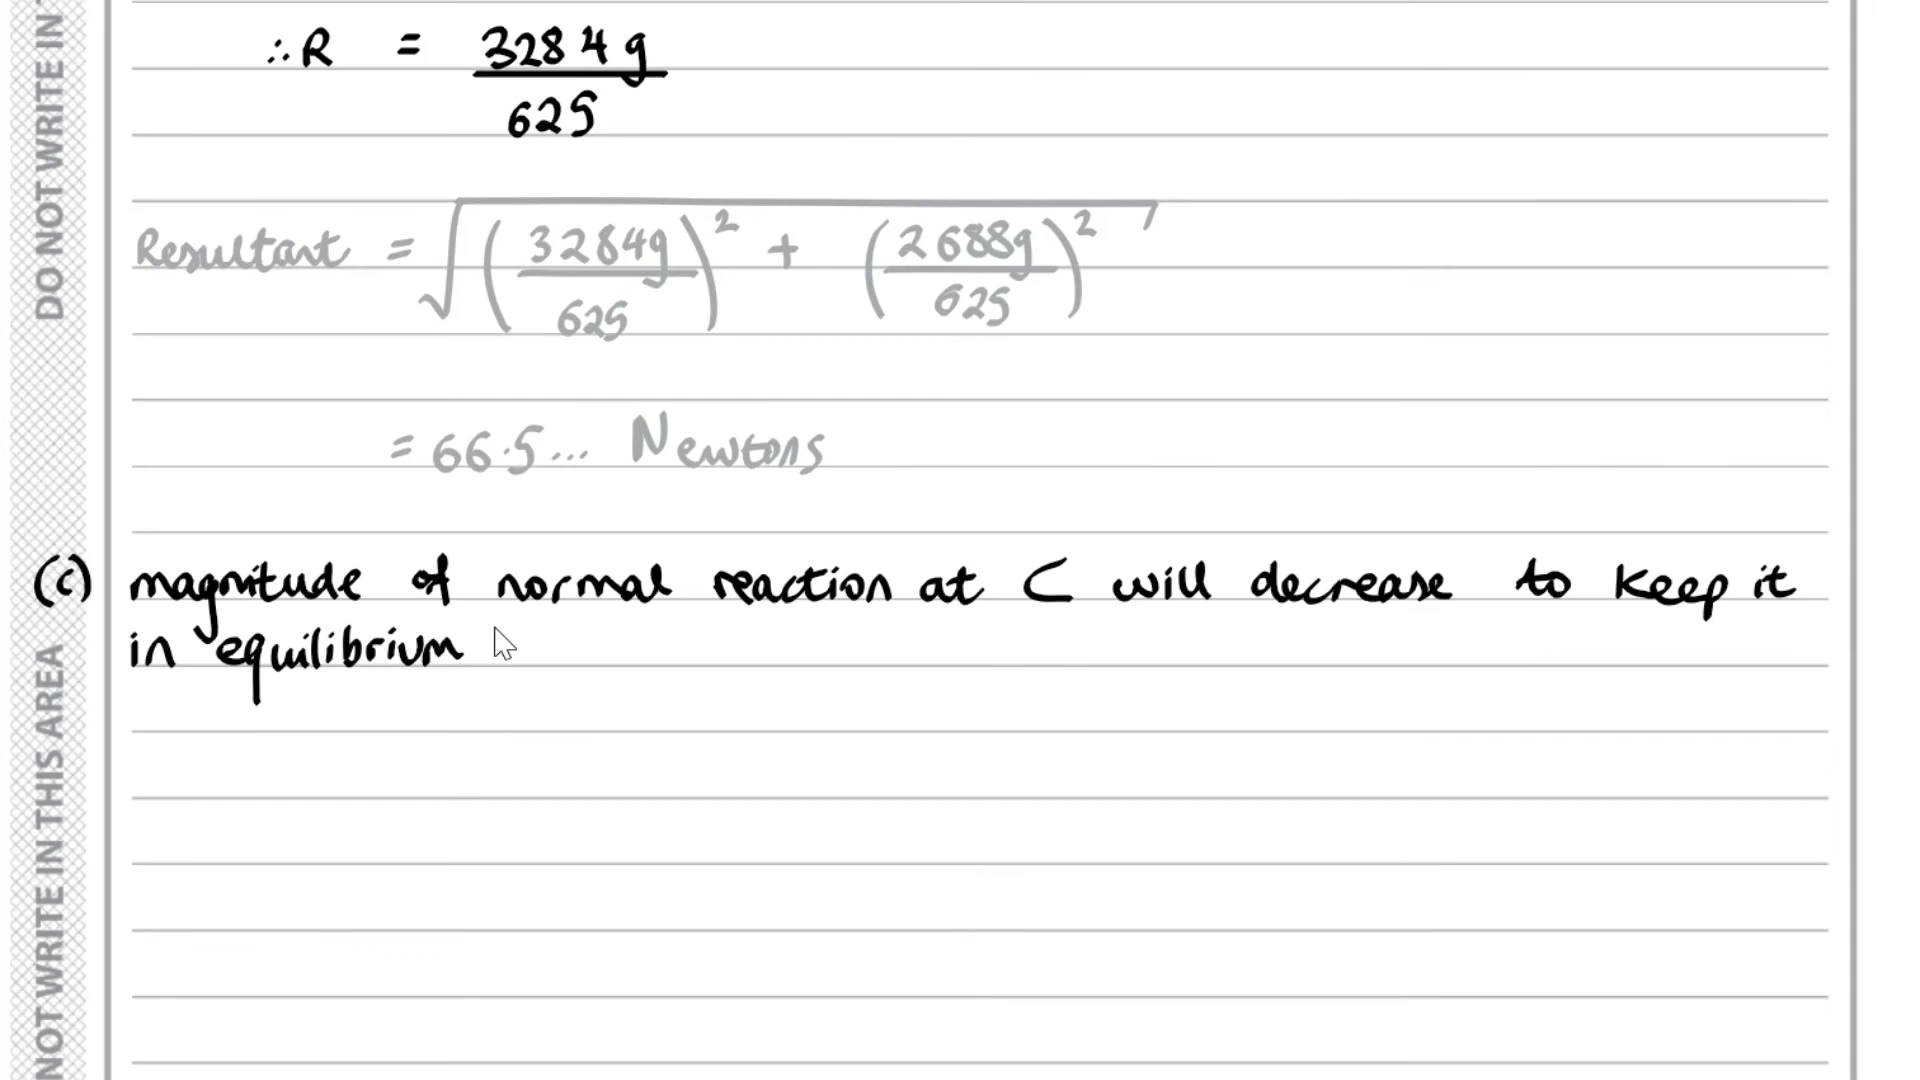 ∴ R = 3284g / 625
Resultant = √((3284g / 625)² + (2688g / 625)²)
= 66.5... Newtons
(c) magnitude of normal reaction at C will decrease to keep it
in equilibrium
DO NOT WRITE IN T
NOT WRITE IN THIS AREA